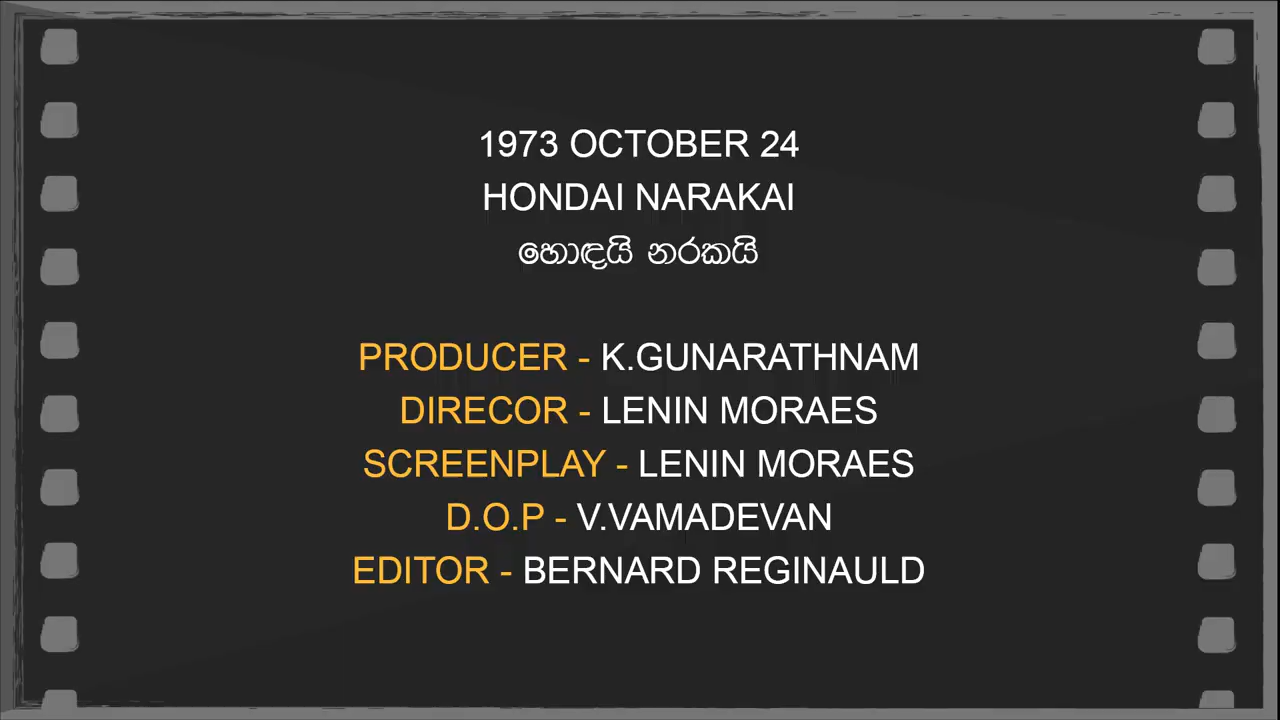 1973 OCTOBER 24
HONDAI NARAKAI
හොඳයි නරකයි
PRODUCER - K.GUNARATHNAM
DIRECOR - LENIN MORAES
SCREENPLAY - LENIN MORAES
D.O.P - V.VAMADEVAN
EDITOR - BERNARD REGINAULD